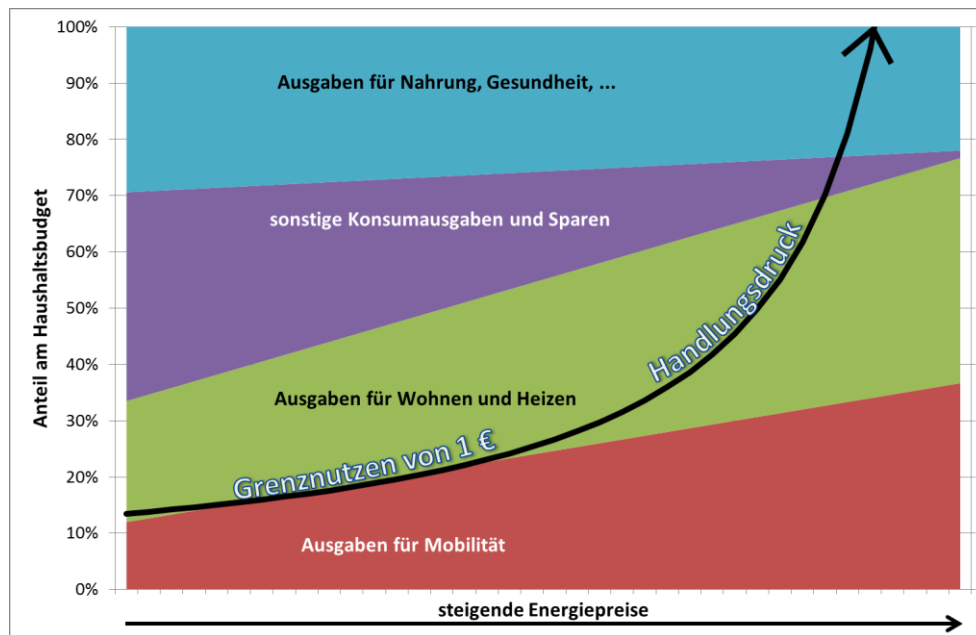 100%
90%
80%
70%
60%
50%
40%
30%
20%
10%
0%
Anteil am Haushaltsbudget
Ausgaben für Nahrung, Gesundheit, ...
sonstige Konsumausgaben und Sparen
Handlungsdruck
Ausgaben für Wohnen und Heizen
Grenznutzen von 1 €
Ausgaben für Mobilität
steigende Energiepreise